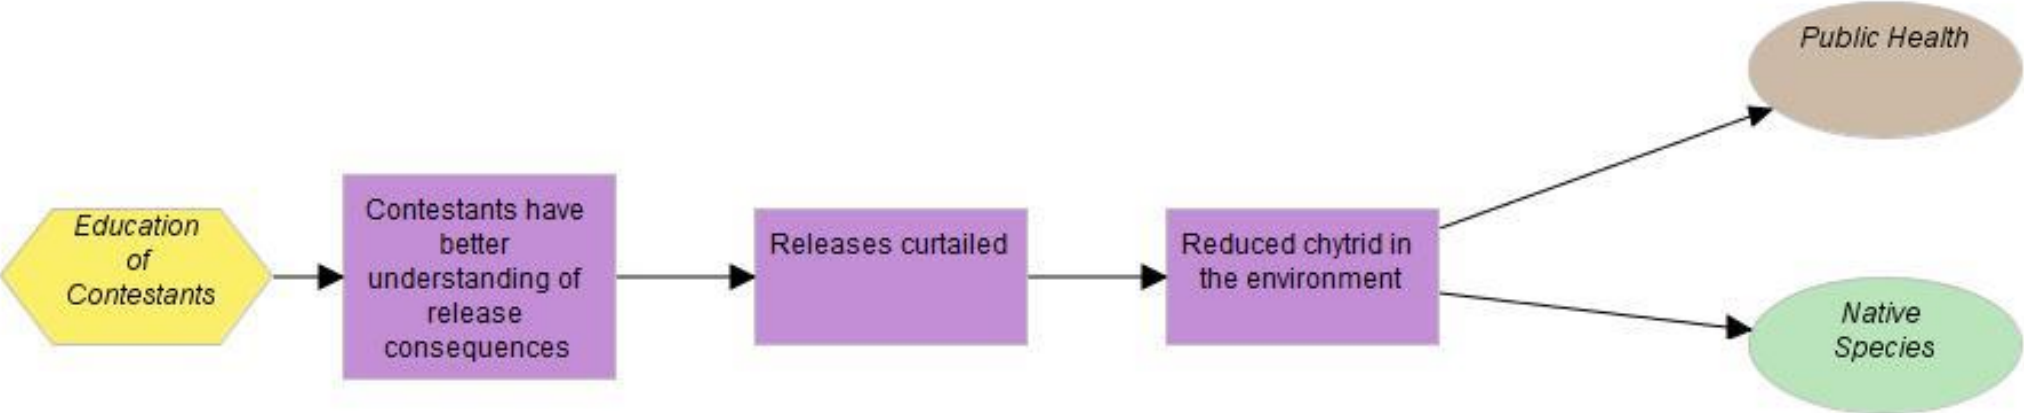 Education
of
Contestants
Contestants have
better
understanding of
release
consequences
Releases curtailed
Reduced chytrid in
the environment
Public Health
Native
Species